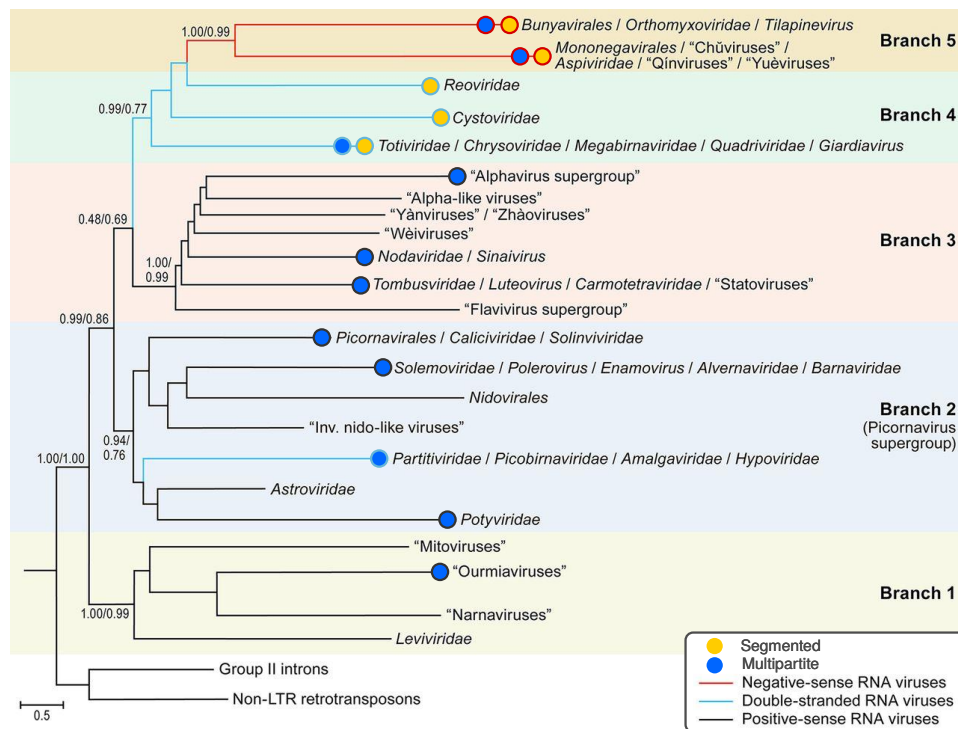 1.00/0.99
Bunyavirales / Orthomyxoviridae / Tilapinevirus
Mononegavirales / “Chǔviruses” /
Aspiviridae / “Qínviruses” / “Yuèviruses”
Branch 5
Reoviridae
0.99/0.77
Cystoviridae
Branch 4
Totiviridae / Chrysoviridae / Megabirnaviridae / Quadriviridae / Giardiavirus
“Alphavirus supergroup”
“Alpha-like viruses”
0.48/0.69
“Yànviruses” / “Zhàoviruses”
“Wèiviruses”
Branch 3
1.00/
0.99
Nodaviridae / Sinaivirus
Tombusviridae / Luteovirus / Carmotetraviridae / “Statoviruses”
“Flavivirus supergroup”
0.99/0.86
Picornavirales / Caliciviridae / Solinviviridae
Solemoviridae / Polerovirus / Enamovirus / Alvernaviridae / Barnaviridae
Nidovirales
Branch 2
(Picornavirus
supergroup)
“Inv. nido-like viruses”
0.94/
0.76
1.00/1.00
Partitiviridae / Picobirnaviridae / Amalgaviridae / Hypoviridae
Astroviridae
Potyviridae
“Mitoviruses”
“Ourmiaviruses”
Branch 1
1.00/0.99
“Narnaviruses”
Leviviridae
Group II introns
Non-LTR retrotransposons
0.5
Segmented
Multipartite
Negative-sense RNA viruses
Double-stranded RNA viruses
Positive-sense RNA viruses